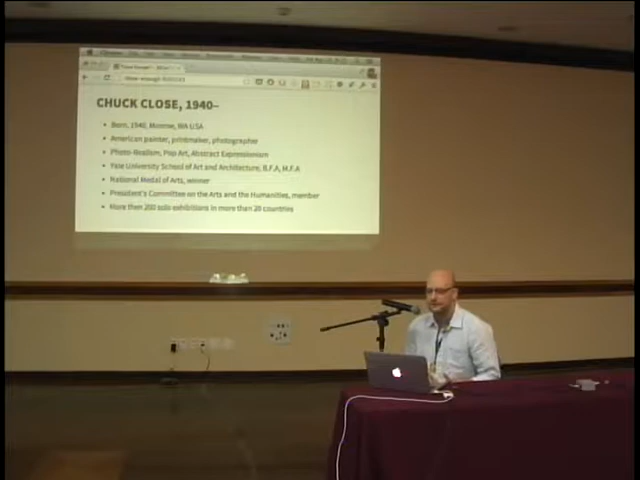 CHUCK CLOSE, 1940–
Born, 1940, Monroe, WA USA
American painter, printmaker, photographer
Photo-Realism, Pop Art, Abstract Expressionism
Yale University School of Art and Architecture, B.F.A, M.F.A
National Medal of Arts, winner
President's Committee on the Arts and the Humanities, member
More then 200 solo exhibitions in more than 20 countries